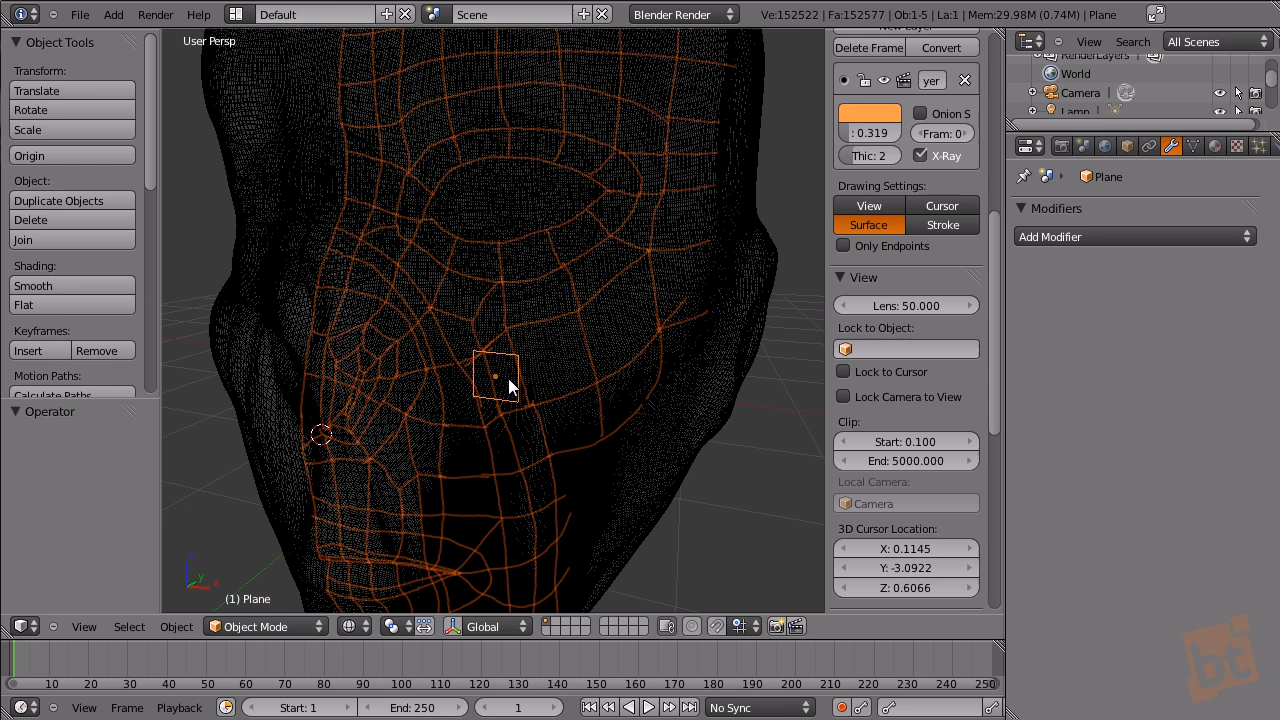 File Add Render Help Default Scene Blender Render Ve:152522 | Fa:152577 | Ob:1-5 | La:1 | Mem:29.98M (0.74M) | Plane
Object Tools
Transform:
Translate
Rotate
Scale
Origin
Object:
Duplicate Objects
Delete
Join
Shading:
Smooth
Flat
Keyframes:
Insert Remove
Motion Paths:
Calculate Paths
Operator
User Persp
(1) Plane
z
y
x
New Layer
Delete Frame Convert
yer
Onion S
: 0.319 Fram: 0
Thic: 2 X-Ray
Drawing Settings:
View Cursor
Surface Stroke
Only Endpoints
View
Lens: 50.000
Lock to Object:
Lock to Cursor
Lock Camera to View
Clip:
Start: 0.100
End: 5000.000
Local Camera:
Camera
3D Cursor Location:
X: 0.1145
Y: -3.0922
Z: 0.6066
View Search All Scenes
RenderLayers
World
Camera
Lamp
Plane
Modifiers
Add Modifier
View Select Object Object Mode Global
10 20 30 40 50 60 70 80 90 100 110 120 130 140 150 160 170 180 190 200 210 220 230 240 250
View Frame Playback Start: 1 End: 250 1 No Sync
bt